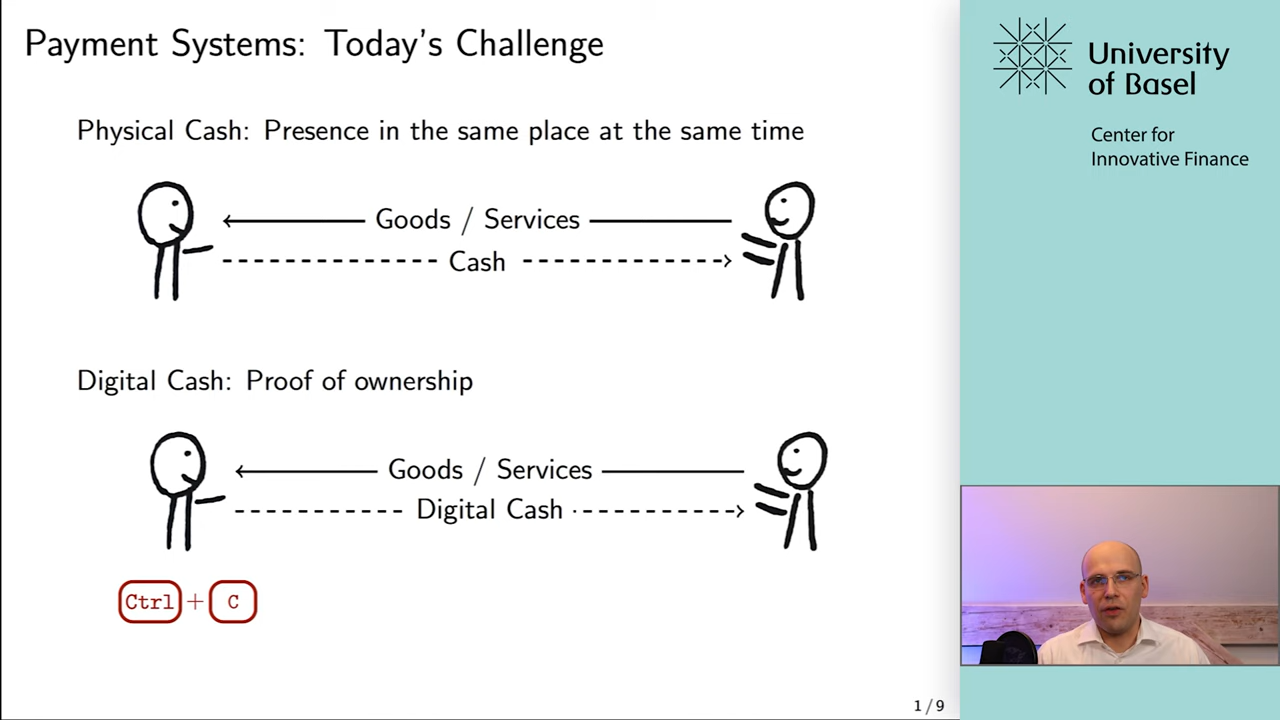 Payment Systems: Today's Challenge
Physical Cash: Presence in the same place at the same time
Goods / Services
Cash
Digital Cash: Proof of ownership
Goods / Services
Digital Cash
Ctrl + C
1 / 9
University
of Basel
Center for
Innovative Finance